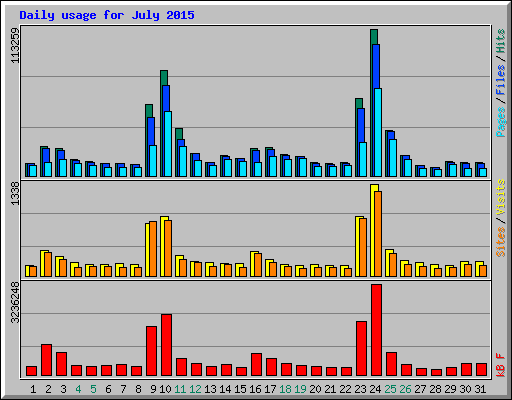 Daily usage for July 2015
113259
Pages / Files / Hits
1338
Sites / Visits
3236248
kB F
1 2 3 4 5 6 7 8 9 10 11 12 13 14 15 16 17 18 19 20 21 22 23 24 25 26 27 28 29 30 31